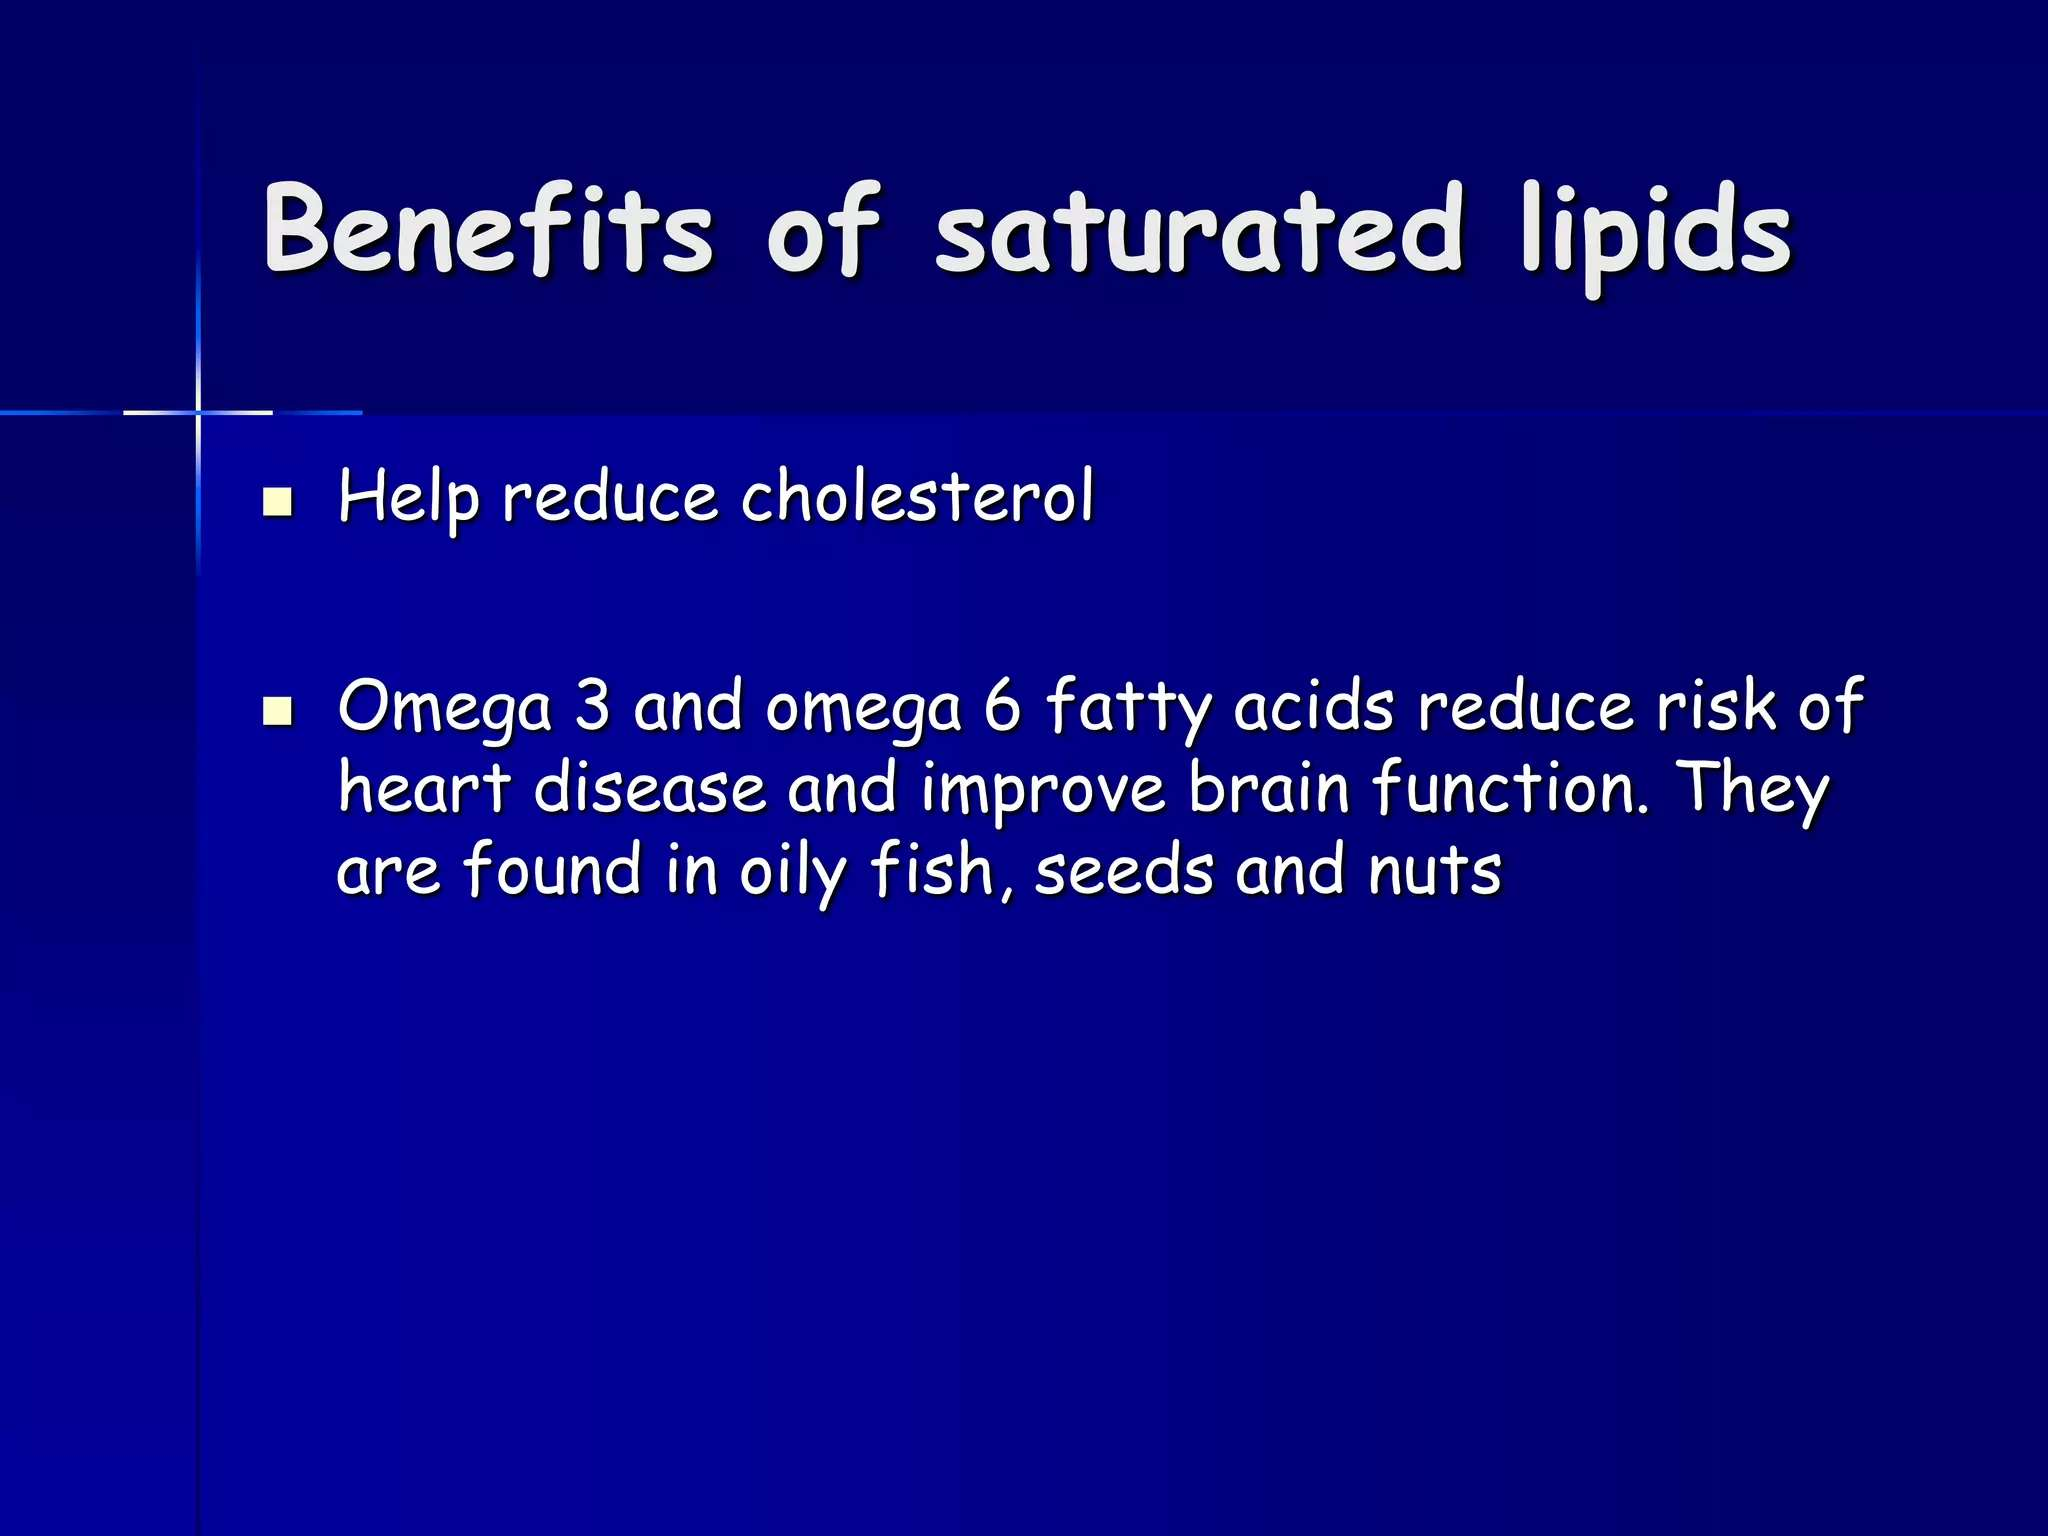 Benefits of saturated lipids
Help reduce cholesterol
Omega 3 and omega 6 fatty acids reduce risk of
heart disease and improve brain function. They
are found in oily fish, seeds and nuts